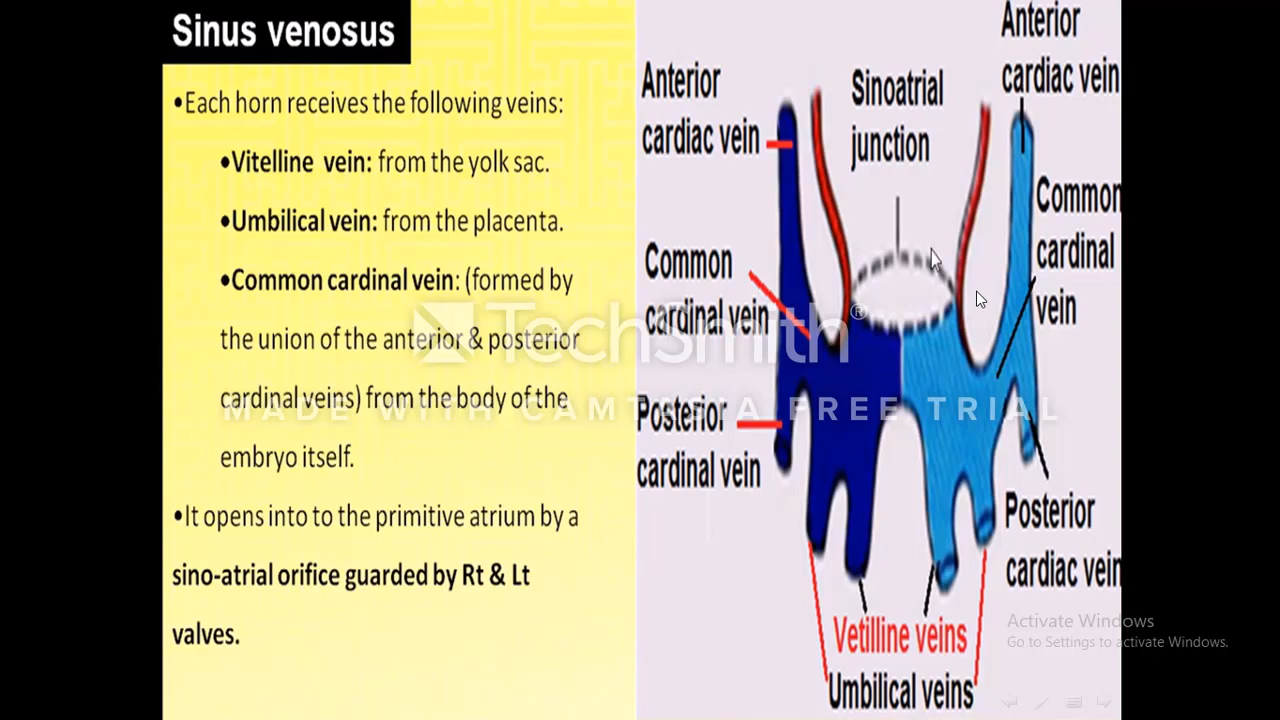 Sinus venosus
•Each horn receives the following veins:
•Vitelline vein: from the yolk sac.
•Umbilical vein: from the placenta.
•Common cardinal vein: (formed by
the union of the anterior & posterior
cardinal veins) from the body of the
embryo itself.
•It opens into to the primitive atrium by a
sino-atrial orifice guarded by Rt & Lt
valves.
Anterior
cardiac vein
Sinoatrial
junction
Anterior
cardiac vein
Common
cardinal vein
Common
cardinal
vein
Posterior
cardinal vein
Posterior
cardiac vein
Vetilline veins
Umbilical veins
TechSmith®
MADE WITH CAMTASIA FREE TRIAL
Activate Windows
Go to Settings to activate Windows.